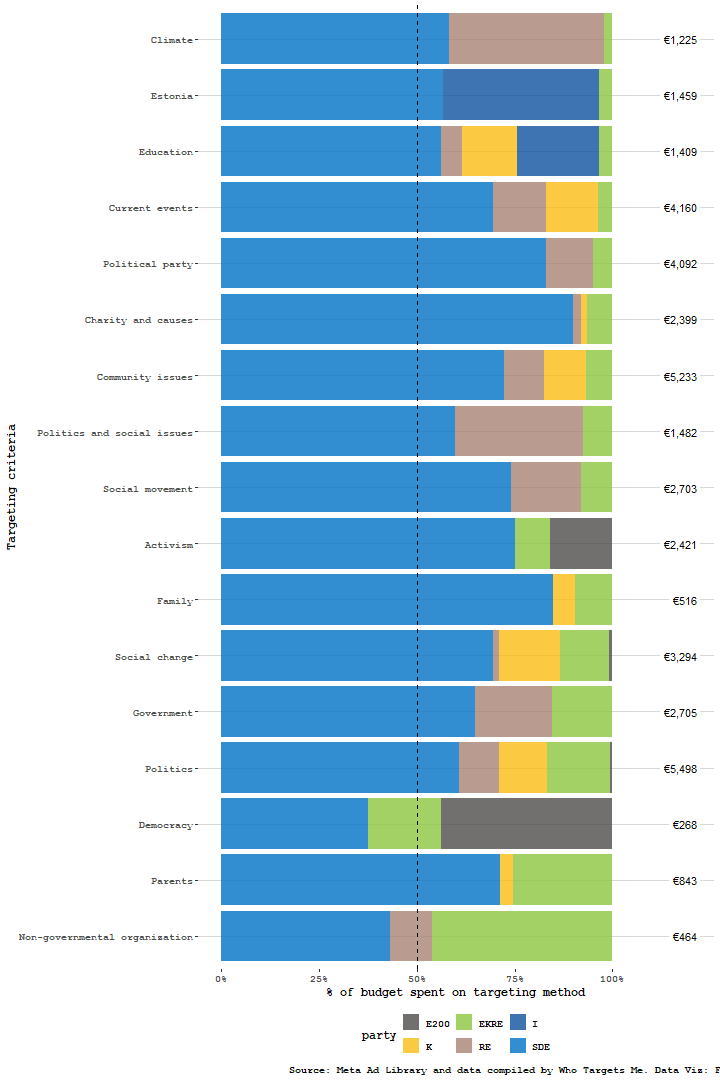 Climate €1,225
Estonia €1,459
Education €1,409
Current events €4,160
Political party €4,092
Charity and causes €2,399
Community issues €5,233
Politics and social issues €1,482
Social movement €2,703
Activism €2,421
Family €516
Social change €3,294
Government €2,705
Politics €5,498
Democracy €268
Parents €843
Non-governmental organization €464
Targeting criteria
0% 25% 50% 75% 100%
% of budget spent on targeting method
party
E200 EKRE I
K RE SDE
Source: Meta Ad Library and data compiled by Who Targets Me. Data Viz: